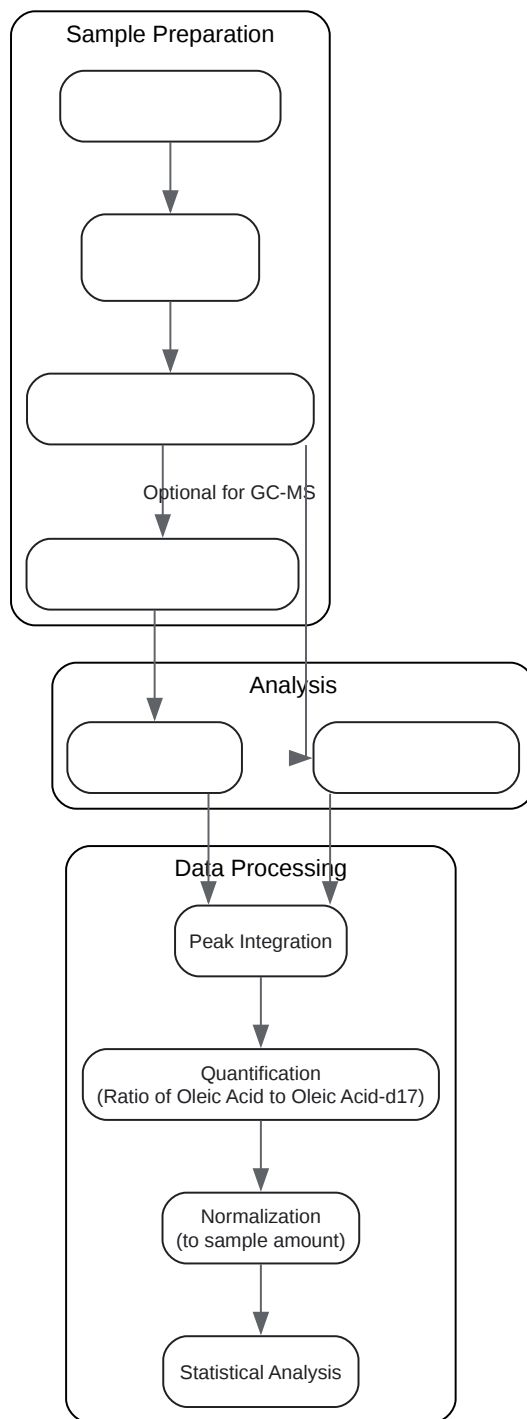 Sample Preparation
Optional for GC-MS
Analysis
Data Processing
Peak Integration
Quantification
(Ratio of Oleic Acid to Oleic Acid-d17)
Normalization
(to sample amount)
Statistical Analysis